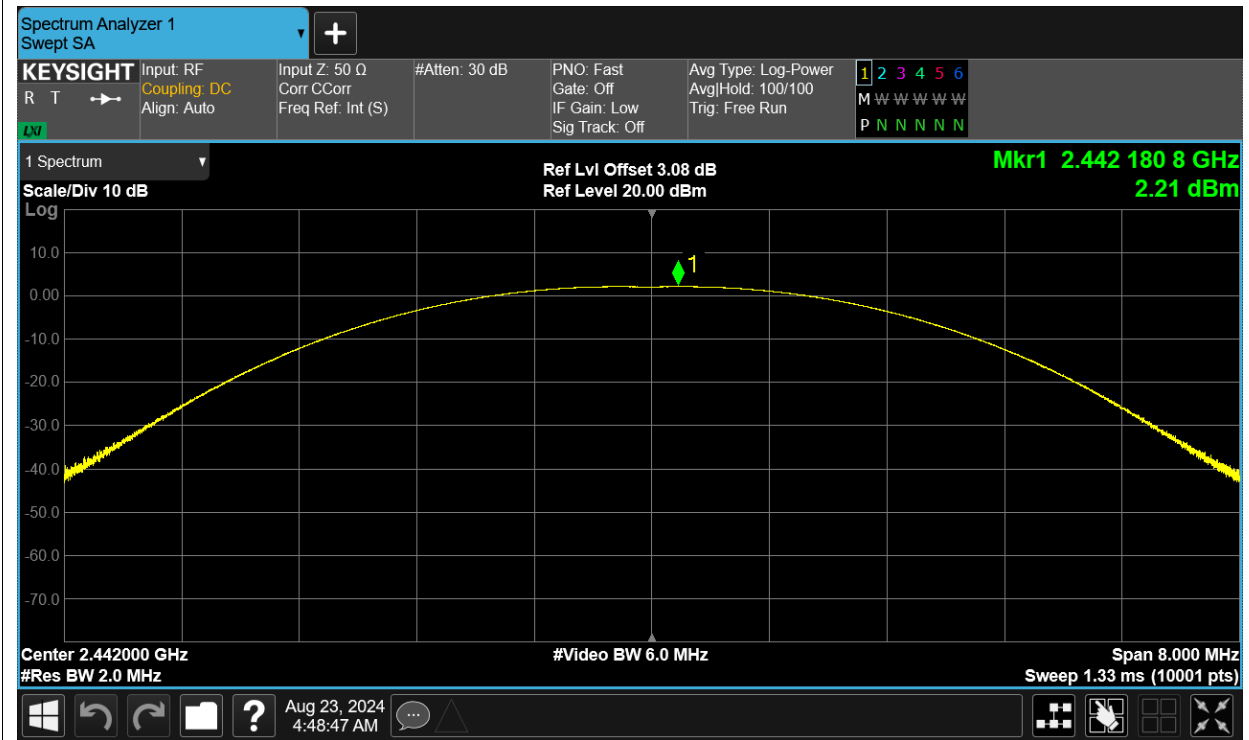 Spectrum Analyzer 1
Swept SA
KEYSIGHT
R T
LXI
Input: RF
Coupling: DC
Align: Auto
Input Z: 50 Ω
Corr CCorr
Freq Ref: Int (S)
#Atten: 30 dB
PNO: Fast
Gate: Off
IF Gain: Low
Sig Track: Off
Avg Type: Log-Power
Avg|Hold: 100/100
Trig: Free Run
1 2 3 4 5 6
M W W W W W
P N N N N N
1 Spectrum
Scale/Div 10 dB
Log
Ref Lvl Offset 3.08 dB
Ref Level 20.00 dBm
Mkr1 2.442 180 8 GHz
2.21 dBm
1
10.0
0.00
-10.0
-20.0
-30.0
-40.0
-50.0
-60.0
-70.0
Center 2.442000 GHz
#Res BW 2.0 MHz
#Video BW 6.0 MHz
Span 8.000 MHz
Sweep 1.33 ms (10001 pts)
?
Aug 23, 2024
4:48:47 AM